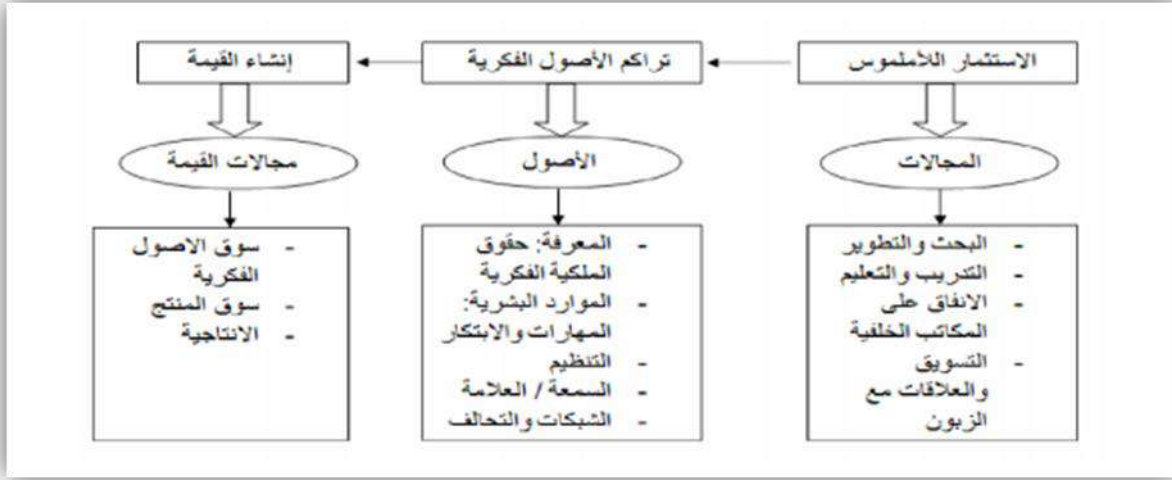 الاستثمار اللأملموس
تراكم الأصول الفكرية
إنشاء القيمة
المجالات
الأصول
مجالات القيمة
- البحث والتطوير
- التدريب والتعليم
- الانفاق على
المكاتب الخلفية
- التسويق
والعلاقات مع
الزبون
- المعرفة: حقوق
الملكية الفكرية
- الموارد البشرية:
المهارات والابتكار
- التنظيم
- السمعة / العلامة
- الشبكات والتحالف
- سوق الاصول
الفكرية
- سوق المنتج
- الانتاجية